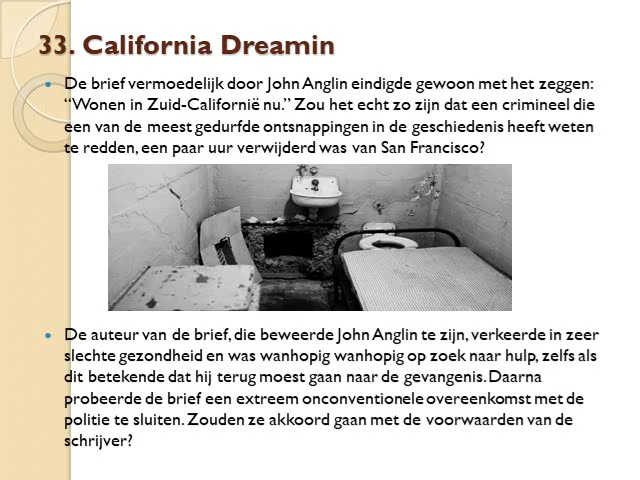 33. California Dreamin
De brief vermoedelijk door John Anglin eindigde gewoon met het zeggen:
“Wonen in Zuid-Californië nu.” Zou het echt zo zijn dat een crimineel die
een van de meest gedurfde ontsnappingen in de geschiedenis heeft weten
te redden, een paar uur verwijderd was van San Francisco?
De auteur van de brief, die beweerde John Anglin te zijn, verkeerde in zeer
slechte gezondheid en was wanhopig wanhopig op zoek naar hulp, zelfs als
dit betekende dat hij terug moest gaan naar de gevangenis. Daarna
probeerde de brief een extreem onconventionele overeenkomst met de
politie te sluiten. Zouden ze akkoord gaan met de voorwaarden van de
schrijver?